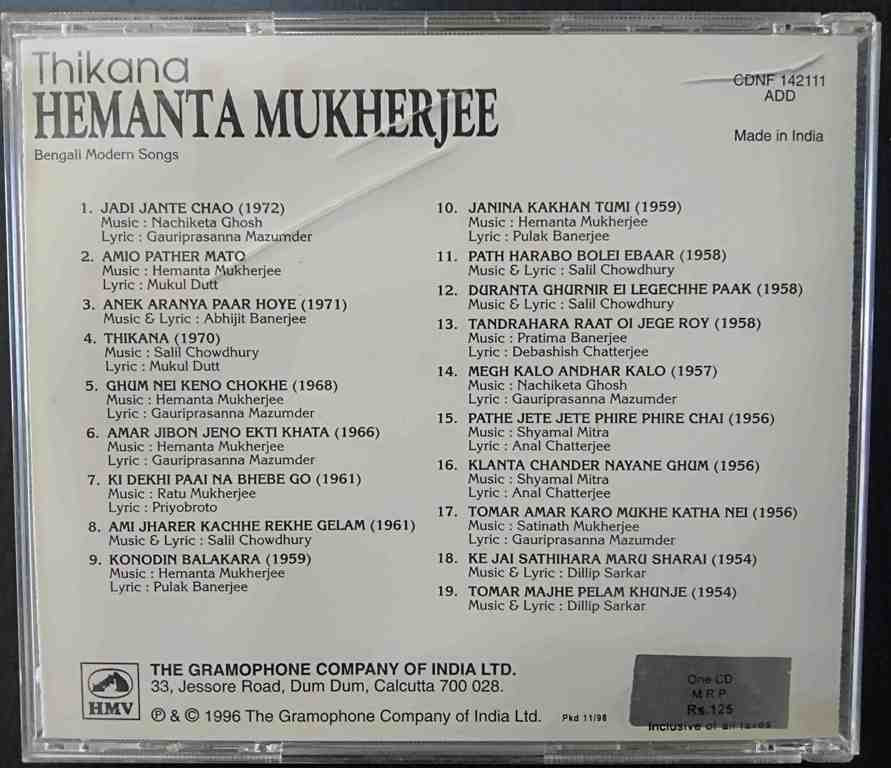 Thikana
HEMANTA MUKHERJEE
Bengali Modern Songs
CDNF 142111
ADD
Made in India
1. JADI JANTE CHAO (1972)
Music : Nachiketa Ghosh
Lyric : Gauriprasanna Mazumder
2. AMIO PATHER MATO
Music : Hemanta Mukherjee
Lyric : Mukul Dutt
3. ANEK ARANYA PAAR HOYE (1971)
Music & Lyric : Abhijit Banerjee
4. THIKANA (1970)
Music : Salil Chowdhury
Lyric : Mukul Dutt
5. GHUM NEI KENO CHOKHE (1968)
Music : Hemanta Mukherjee
Lyric : Gauriprasanna Mazumder
6. AMAR JIBON JENO EKTI KHATA (1966)
Music : Hemanta Mukherjee
Lyric : Gauriprasanna Mazumder
7. KI DEKHI PAAI NA BHEBE GO (1961)
Music : Ratu Mukherjee
Lyric : Priyobroto
8. AMI JHARER KACHHE REKHE GELAM (1961)
Music & Lyric : Salil Chowdhury
9. KONODIN BALAKARA (1959)
Music : Hemanta Mukherjee
Lyric : Pulak Banerjee
10. JANINA KAKHAN TUMI (1959)
Music : Hemanta Mukherjee
Lyric : Pulak Banerjee
11. PATH HARABO BOLEI EBAAR (1958)
Music & Lyric : Salil Chowdhury
12. DURANTA GHURNIR EI LEGECHHE PAAK (1958)
Music & Lyric : Salil Chowdhury
13. TANDRAHARA RAAT OI JEGE ROY (1958)
Music : Pratima Banerjee
Lyric : Debashish Chatterjee
14. MEGH KALO ANDHAR KALO (1957)
Music : Nachiketa Ghosh
Lyric : Gauriprasanna Mazumder
15. PATHE JETE JETE PHIRE PHIRE CHAI (1956)
Music : Shyamal Mitra
Lyric : Anal Chatterjee
16. KLANTA CHANDER NAYANE GHUM (1956)
Music : Shyamal Mitra
Lyric : Anal Chatterjee
17. TOMAR AMAR KARO MUKHE KATHA NEI (1956)
Music : Satinath Mukherjee
Lyric : Gauriprasanna Mazumder
18. KE JAI SATHIHARA MARU SHARAI (1954)
Music & Lyric : Dillip Sarkar
19. TOMAR MAJHE PELAM KHUNJE (1954)
Music & Lyric : Dillip Sarkar
HMV
THE GRAMOPHONE COMPANY OF INDIA LTD.
33, Jessore Road, Dum Dum, Calcutta 700 028.
℗ & © 1996 The Gramophone Company of India Ltd.
Pkd 11/98
One CD
M R P
Rs.125
Inclusive of all taxes